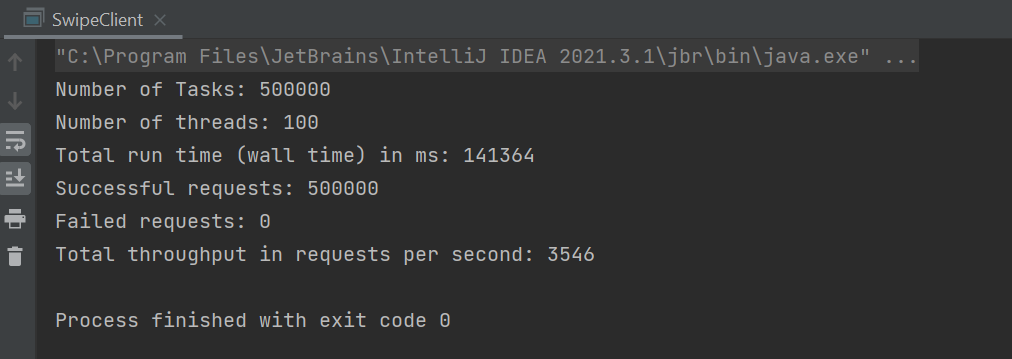 SwipeClient
"C:\Program Files\JetBrains\IntelliJ IDEA 2021.3.1\jbr\bin\java.exe" ...
Number of Tasks: 500000
Number of threads: 100
Total run time (wall time) in ms: 141364
Successful requests: 500000
Failed requests: 0
Total throughput in requests per second: 3546
Process finished with exit code 0